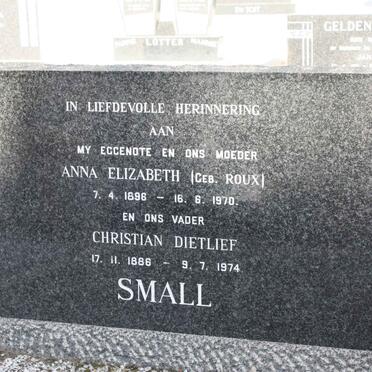 LOTTER
GELDEN
IN LIEFDEVOLLE HERINNERING
AAN
MY EGGENOTE EN ONS MOEDER
ANNA ELIZABETH (GEB. ROUX)
7. 4. 1896 - 16. 6. 1970.
EN ONS VADER
CHRISTIAN DIETLIEF
17. 11. 1886 - 9. 7. 1974
SMALL